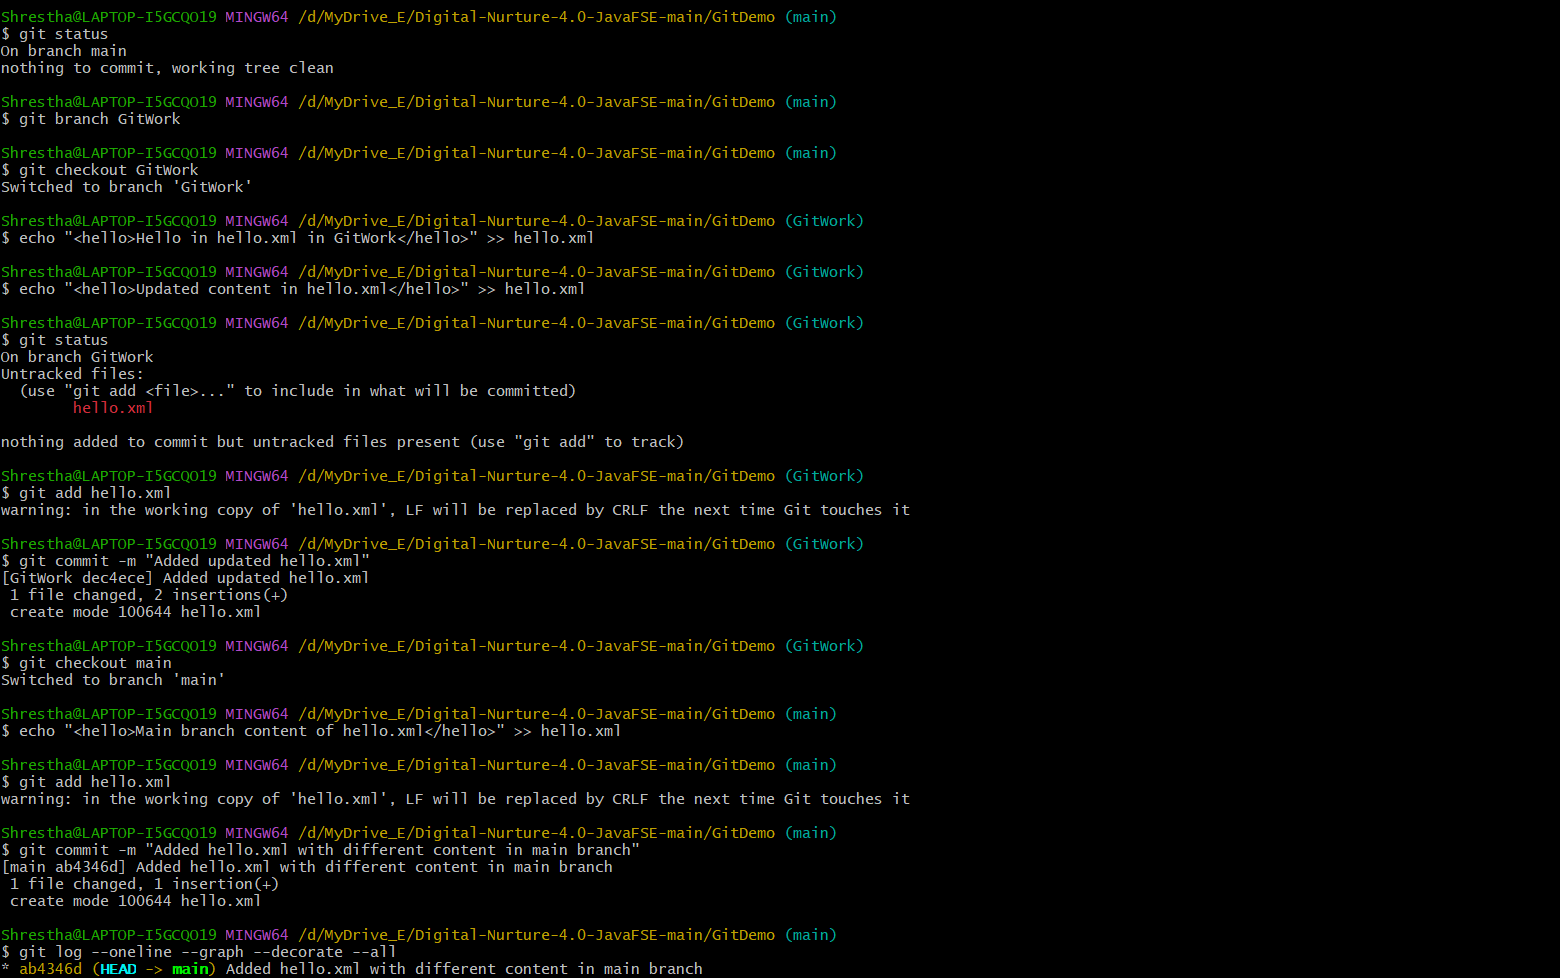 Shrestha@LAPTOP-I5GCQO19 MINGW64 /d/MyDrive_E/Digital-Nurture-4.0-JavaFSE-main/GitDemo (main)
$ git status
On branch main
nothing to commit, working tree clean

Shrestha@LAPTOP-I5GCQO19 MINGW64 /d/MyDrive_E/Digital-Nurture-4.0-JavaFSE-main/GitDemo (main)
$ git branch GitWork

Shrestha@LAPTOP-I5GCQO19 MINGW64 /d/MyDrive_E/Digital-Nurture-4.0-JavaFSE-main/GitDemo (main)
$ git checkout GitWork
Switched to branch 'GitWork'

Shrestha@LAPTOP-I5GCQO19 MINGW64 /d/MyDrive_E/Digital-Nurture-4.0-JavaFSE-main/GitDemo (GitWork)
$ echo "<hello>Hello in hello.xml in GitWork</hello>" >> hello.xml

Shrestha@LAPTOP-I5GCQO19 MINGW64 /d/MyDrive_E/Digital-Nurture-4.0-JavaFSE-main/GitDemo (GitWork)
$ echo "<hello>Updated content in hello.xml</hello>" >> hello.xml

Shrestha@LAPTOP-I5GCQO19 MINGW64 /d/MyDrive_E/Digital-Nurture-4.0-JavaFSE-main/GitDemo (GitWork)
$ git status
On branch GitWork
Untracked files:
  (use "git add <file>..." to include in what will be committed)
        hello.xml

nothing added to commit but untracked files present (use "git add" to track)

Shrestha@LAPTOP-I5GCQO19 MINGW64 /d/MyDrive_E/Digital-Nurture-4.0-JavaFSE-main/GitDemo (GitWork)
$ git add hello.xml
warning: in the working copy of 'hello.xml', LF will be replaced by CRLF the next time Git touches it

Shrestha@LAPTOP-I5GCQO19 MINGW64 /d/MyDrive_E/Digital-Nurture-4.0-JavaFSE-main/GitDemo (GitWork)
$ git commit -m "Added updated hello.xml"
[GitWork dec4ece] Added updated hello.xml
 1 file changed, 2 insertions(+)
 create mode 100644 hello.xml

Shrestha@LAPTOP-I5GCQO19 MINGW64 /d/MyDrive_E/Digital-Nurture-4.0-JavaFSE-main/GitDemo (GitWork)
$ git checkout main
Switched to branch 'main'

Shrestha@LAPTOP-I5GCQO19 MINGW64 /d/MyDrive_E/Digital-Nurture-4.0-JavaFSE-main/GitDemo (main)
$ echo "<hello>Main branch content of hello.xml</hello>" >> hello.xml

Shrestha@LAPTOP-I5GCQO19 MINGW64 /d/MyDrive_E/Digital-Nurture-4.0-JavaFSE-main/GitDemo (main)
$ git add hello.xml
warning: in the working copy of 'hello.xml', LF will be replaced by CRLF the next time Git touches it

Shrestha@LAPTOP-I5GCQO19 MINGW64 /d/MyDrive_E/Digital-Nurture-4.0-JavaFSE-main/GitDemo (main)
$ git commit -m "Added hello.xml with different content in main branch"
[main ab4346d] Added hello.xml with different content in main branch
 1 file changed, 1 insertion(+)
 create mode 100644 hello.xml

Shrestha@LAPTOP-I5GCQO19 MINGW64 /d/MyDrive_E/Digital-Nurture-4.0-JavaFSE-main/GitDemo (main)
$ git log --oneline --graph --decorate --all
* ab4346d (HEAD -> main) Added hello.xml with different content in main branch